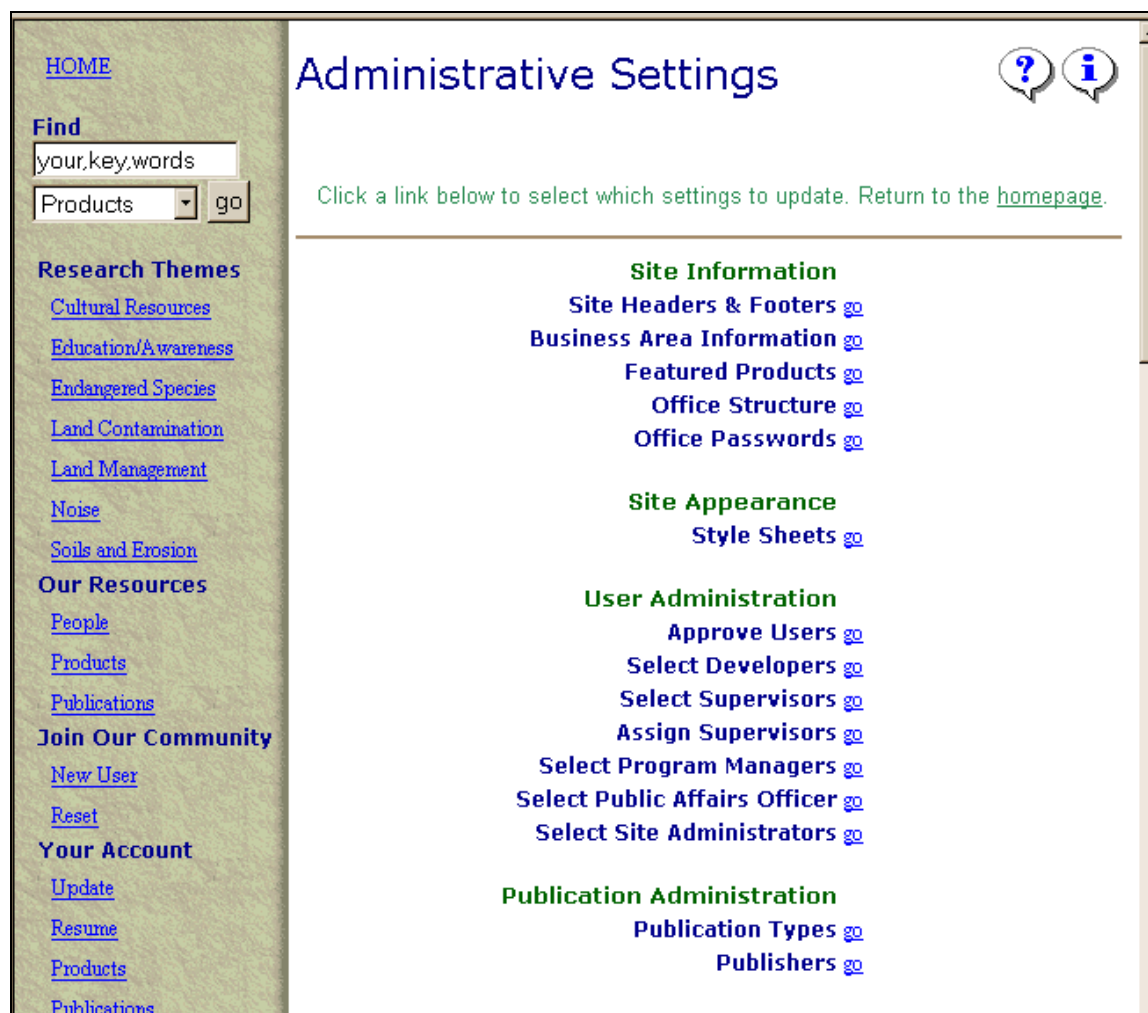 HOME
Find
your,key,words
Products go
Research Themes
Cultural Resources
Education/Awareness
Endangered Species
Land Contamination
Land Management
Noise
Soils and Erosion
Our Resources
People
Products
Publications
Join Our Community
New User
Reset
Your Account
Update
Resume
Products
Publications
Administrative Settings
? i
Click a link below to select which settings to update. Return to the homepage.
Site Information
Site Headers & Footers go
Business Area Information go
Featured Products go
Office Structure go
Office Passwords go
Site Appearance
Style Sheets go
User Administration
Approve Users go
Select Developers go
Select Supervisors go
Assign Supervisors go
Select Program Managers go
Select Public Affairs Officer go
Select Site Administrators go
Publication Administration
Publication Types go
Publishers go